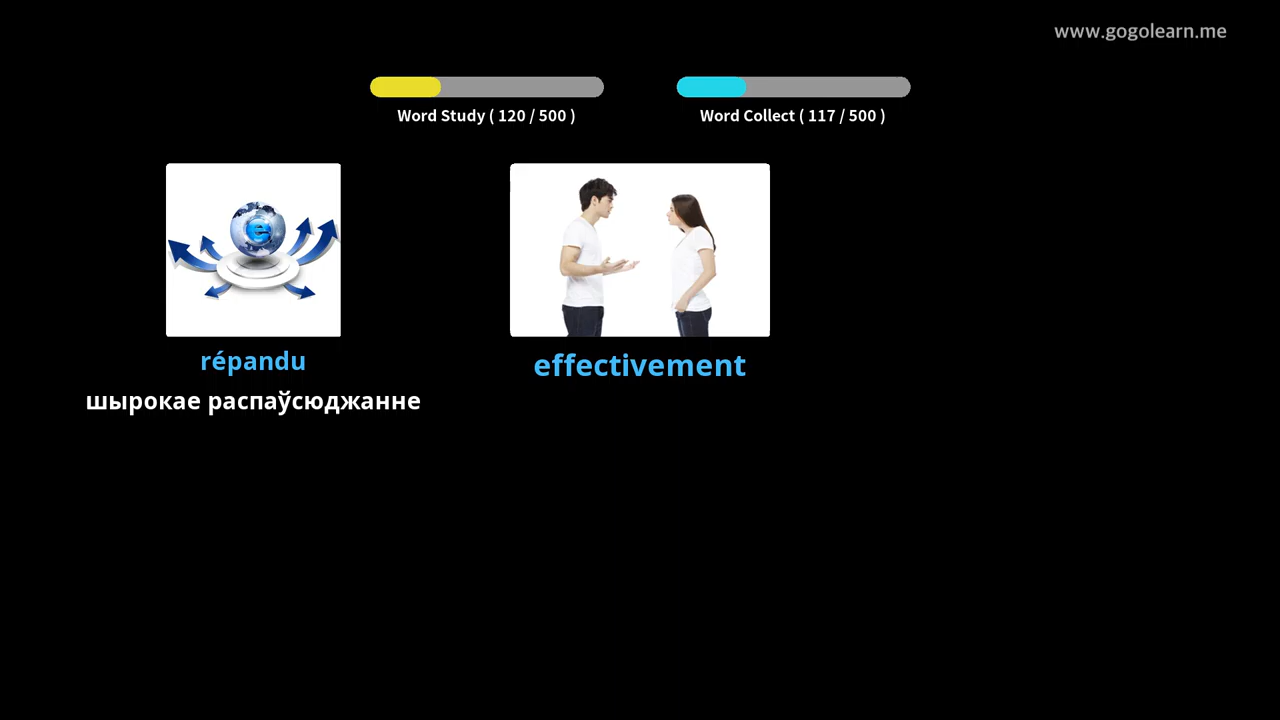 www.gogolearn.me
Word Study ( 120 / 500 )
Word Collect ( 117 / 500 )
e
répandu
effectivement
шырокае распаўсюджанне